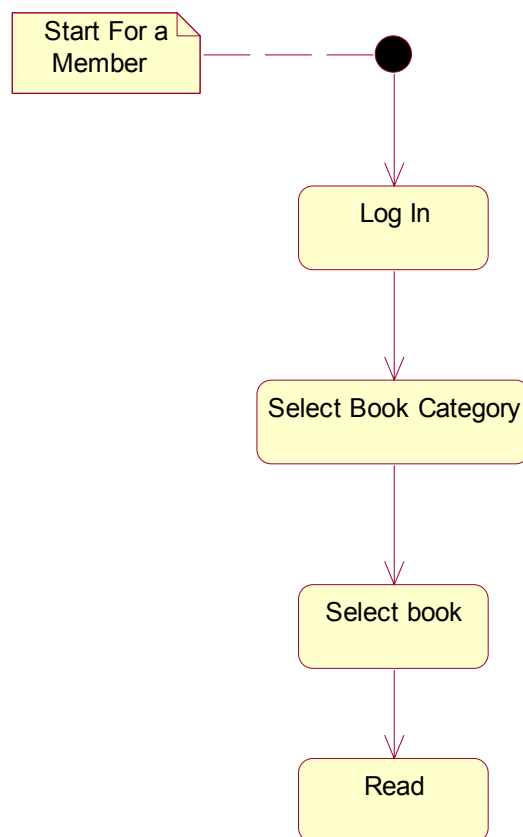 Start For a
Member
Log In
Select Book Category
Select book
Read